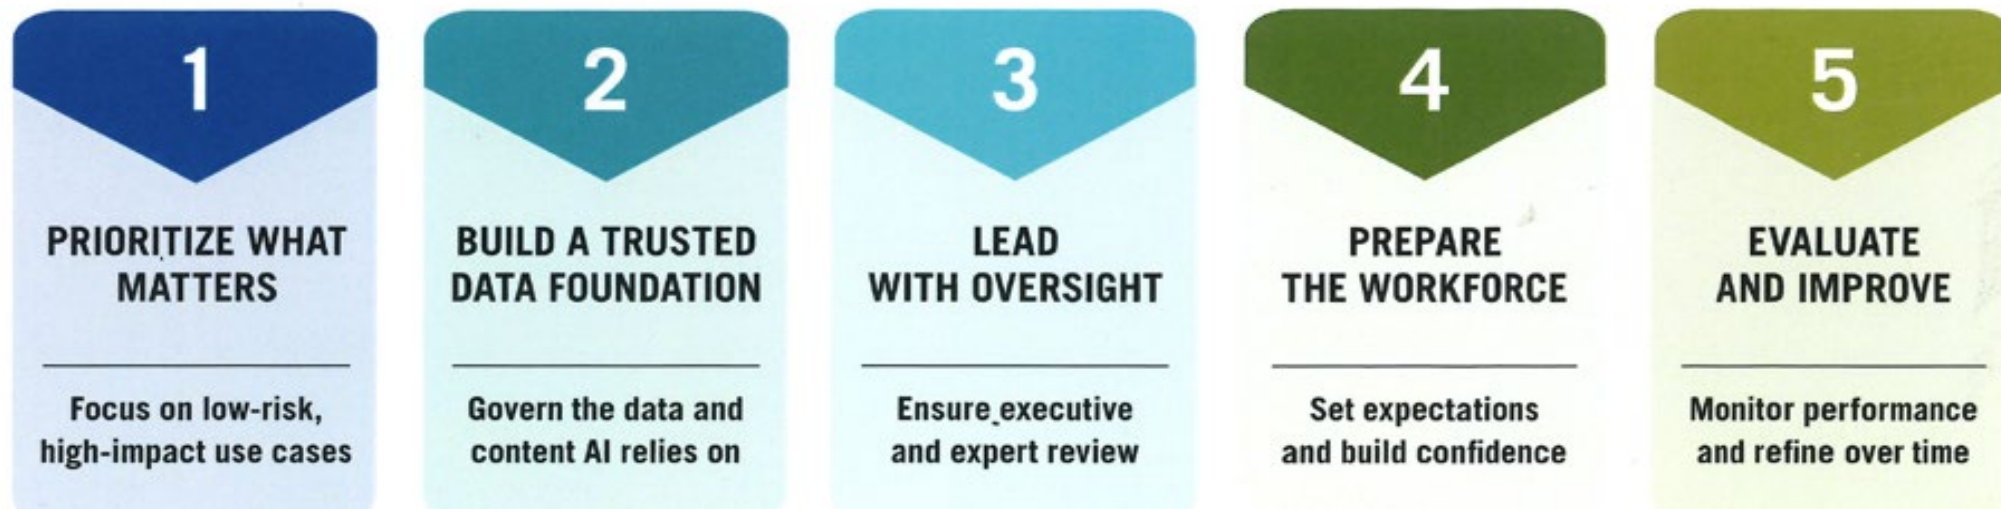 1
PRIORITIZE WHAT
MATTERS
Focus on low-risk,
high-impact use cases
2
BUILD A TRUSTED
DATA FOUNDATION
Govern the data and
content AI relies on
3
LEAD
WITH OVERSIGHT
Ensure executive
and expert review
4
PREPARE
THE WORKFORCE
Set expectations
and build confidence
5
EVALUATE
AND IMPROVE
Monitor performance
and refine over time